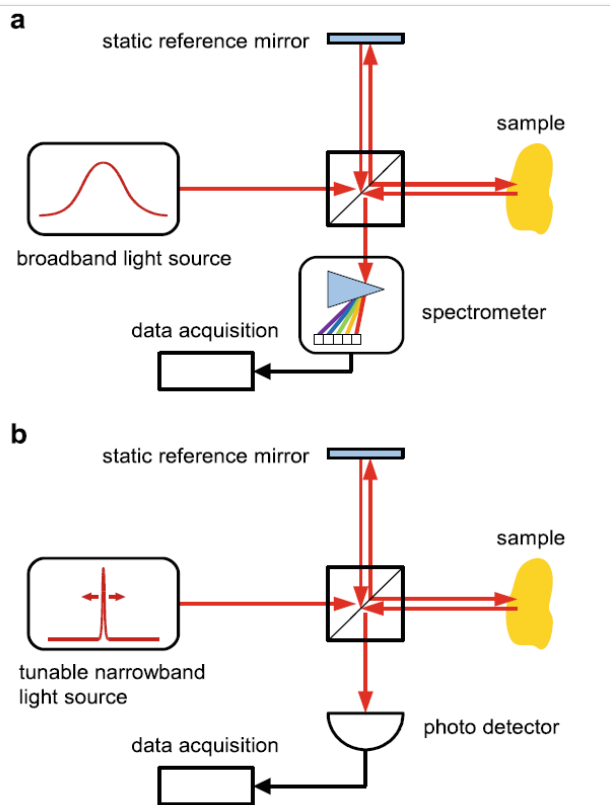 a
static reference mirror
sample
broadband light source
spectrometer
data acquisition
b
static reference mirror
sample
tunable narrowband
light source
photo detector
data acquisition